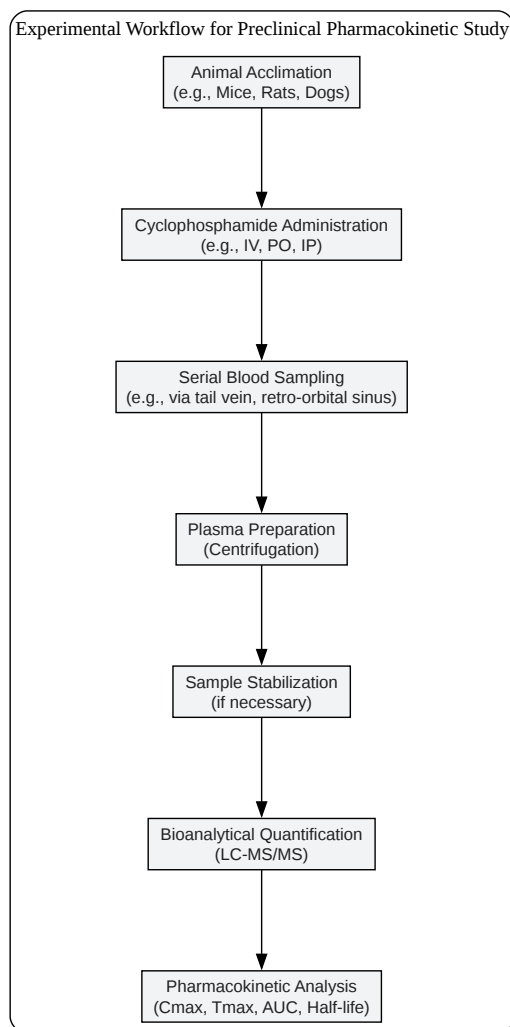 Experimental Workflow for Preclinical Pharmacokinetic Study
Animal Acclimation
(e.g., Mice, Rats, Dogs)
Cyclophosphamide Administration
(e.g., IV, PO, IP)
Serial Blood Sampling
(e.g., via tail vein, retro-orbital sinus)
Plasma Preparation
(Centrifugation)
Sample Stabilization
(if necessary)
Bioanalytical Quantification
(LC-MS/MS)
Pharmacokinetic Analysis
(Cmax, Tmax, AUC, Half-life)